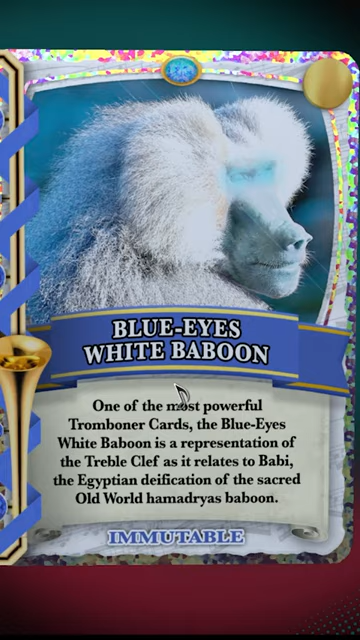 BLUE-EYES
WHITE BABOON
One of the most powerful
Tromboner Cards, the Blue-Eyes
White Baboon is a representation of
the Treble Clef as it relates to Babi,
the Egyptian deification of the sacred
Old World hamadryas baboon.
IMMUTABLE